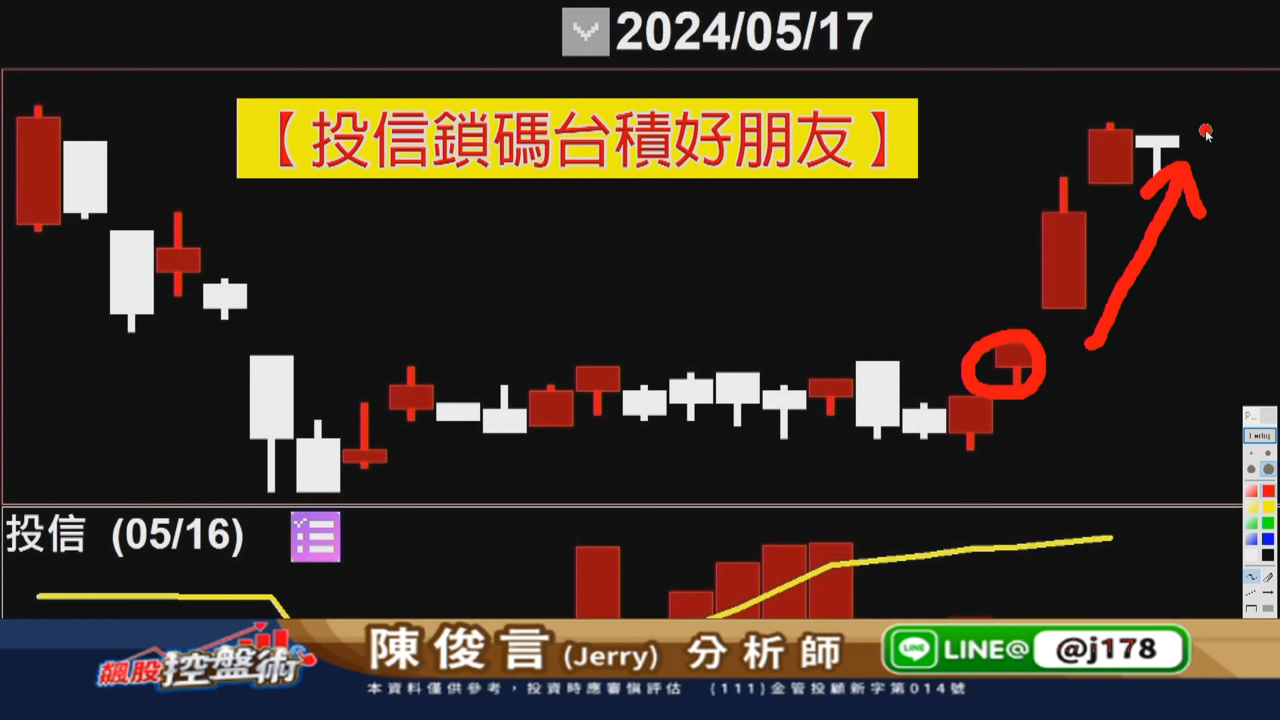 2024/05/17
【投信鎖碼台積好朋友】
投信 (05/16)
P...
飆股控盤術
陳俊言(Jerry) 分析師
LINE
LINE@ @j178
本資料僅供參考，投資時應審慎評估 (111)金管投顧新字第014號